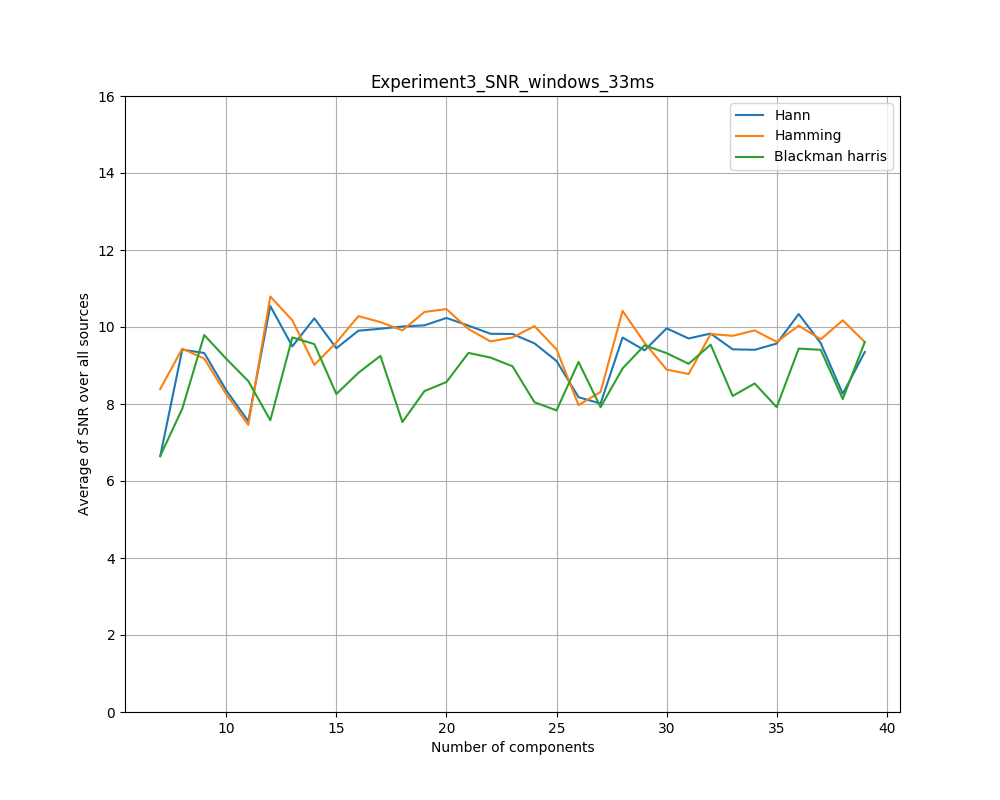 Experiment3_SNR_windows_33ms
16
14
12
10
8
6
4
2
0
Average of SNR over all sources
Hann
Hamming
Blackman harris
10 15 20 25 30 35 40
Number of components